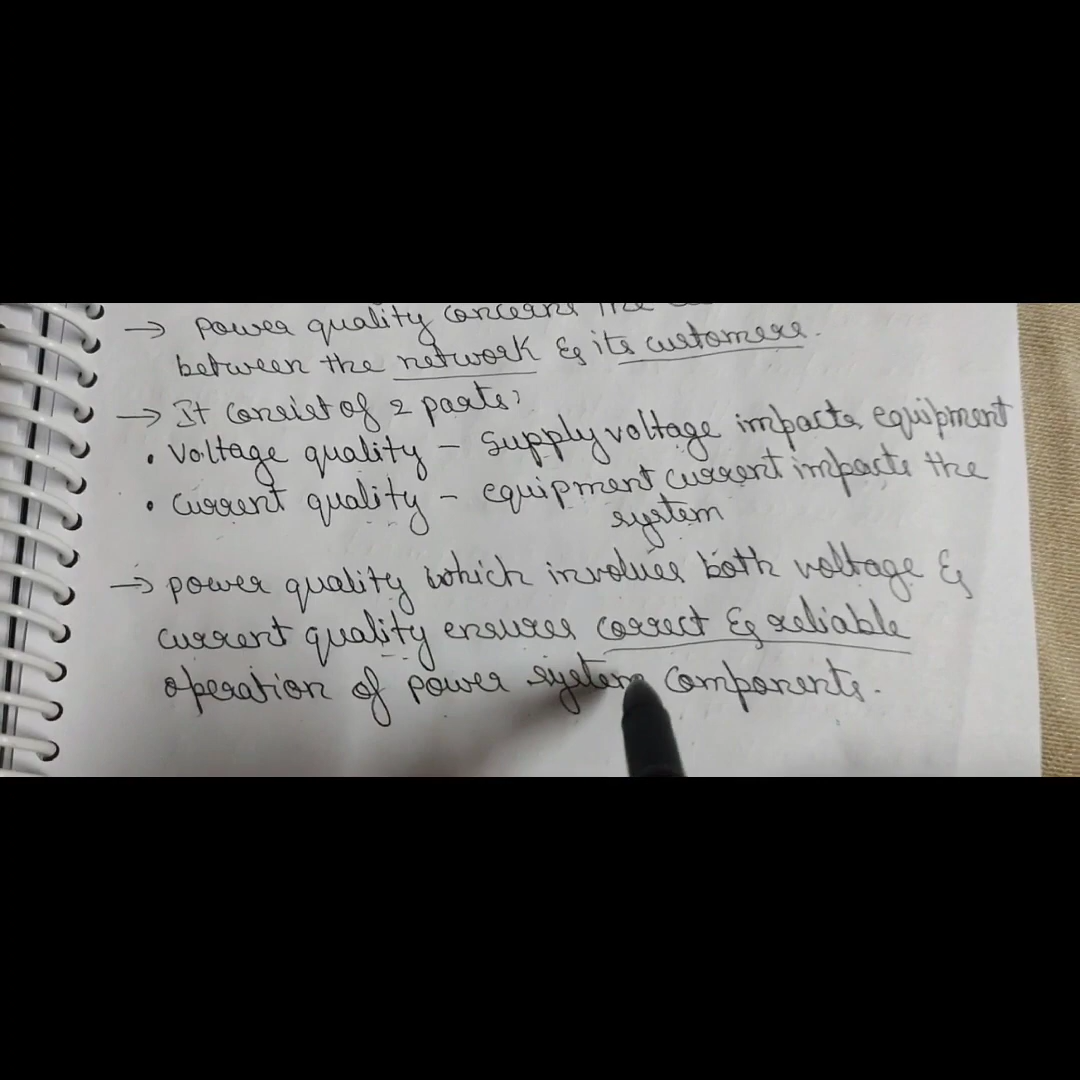 → power quality concerns the
between the network & its customers.
→ It consist of 2 parts,
• Voltage quality – supply voltage impacts equipment
• current quality – equipment current impacts the
system
→ power quality which involves both voltage &
current quality ensures correct & reliable
operation of power system components.